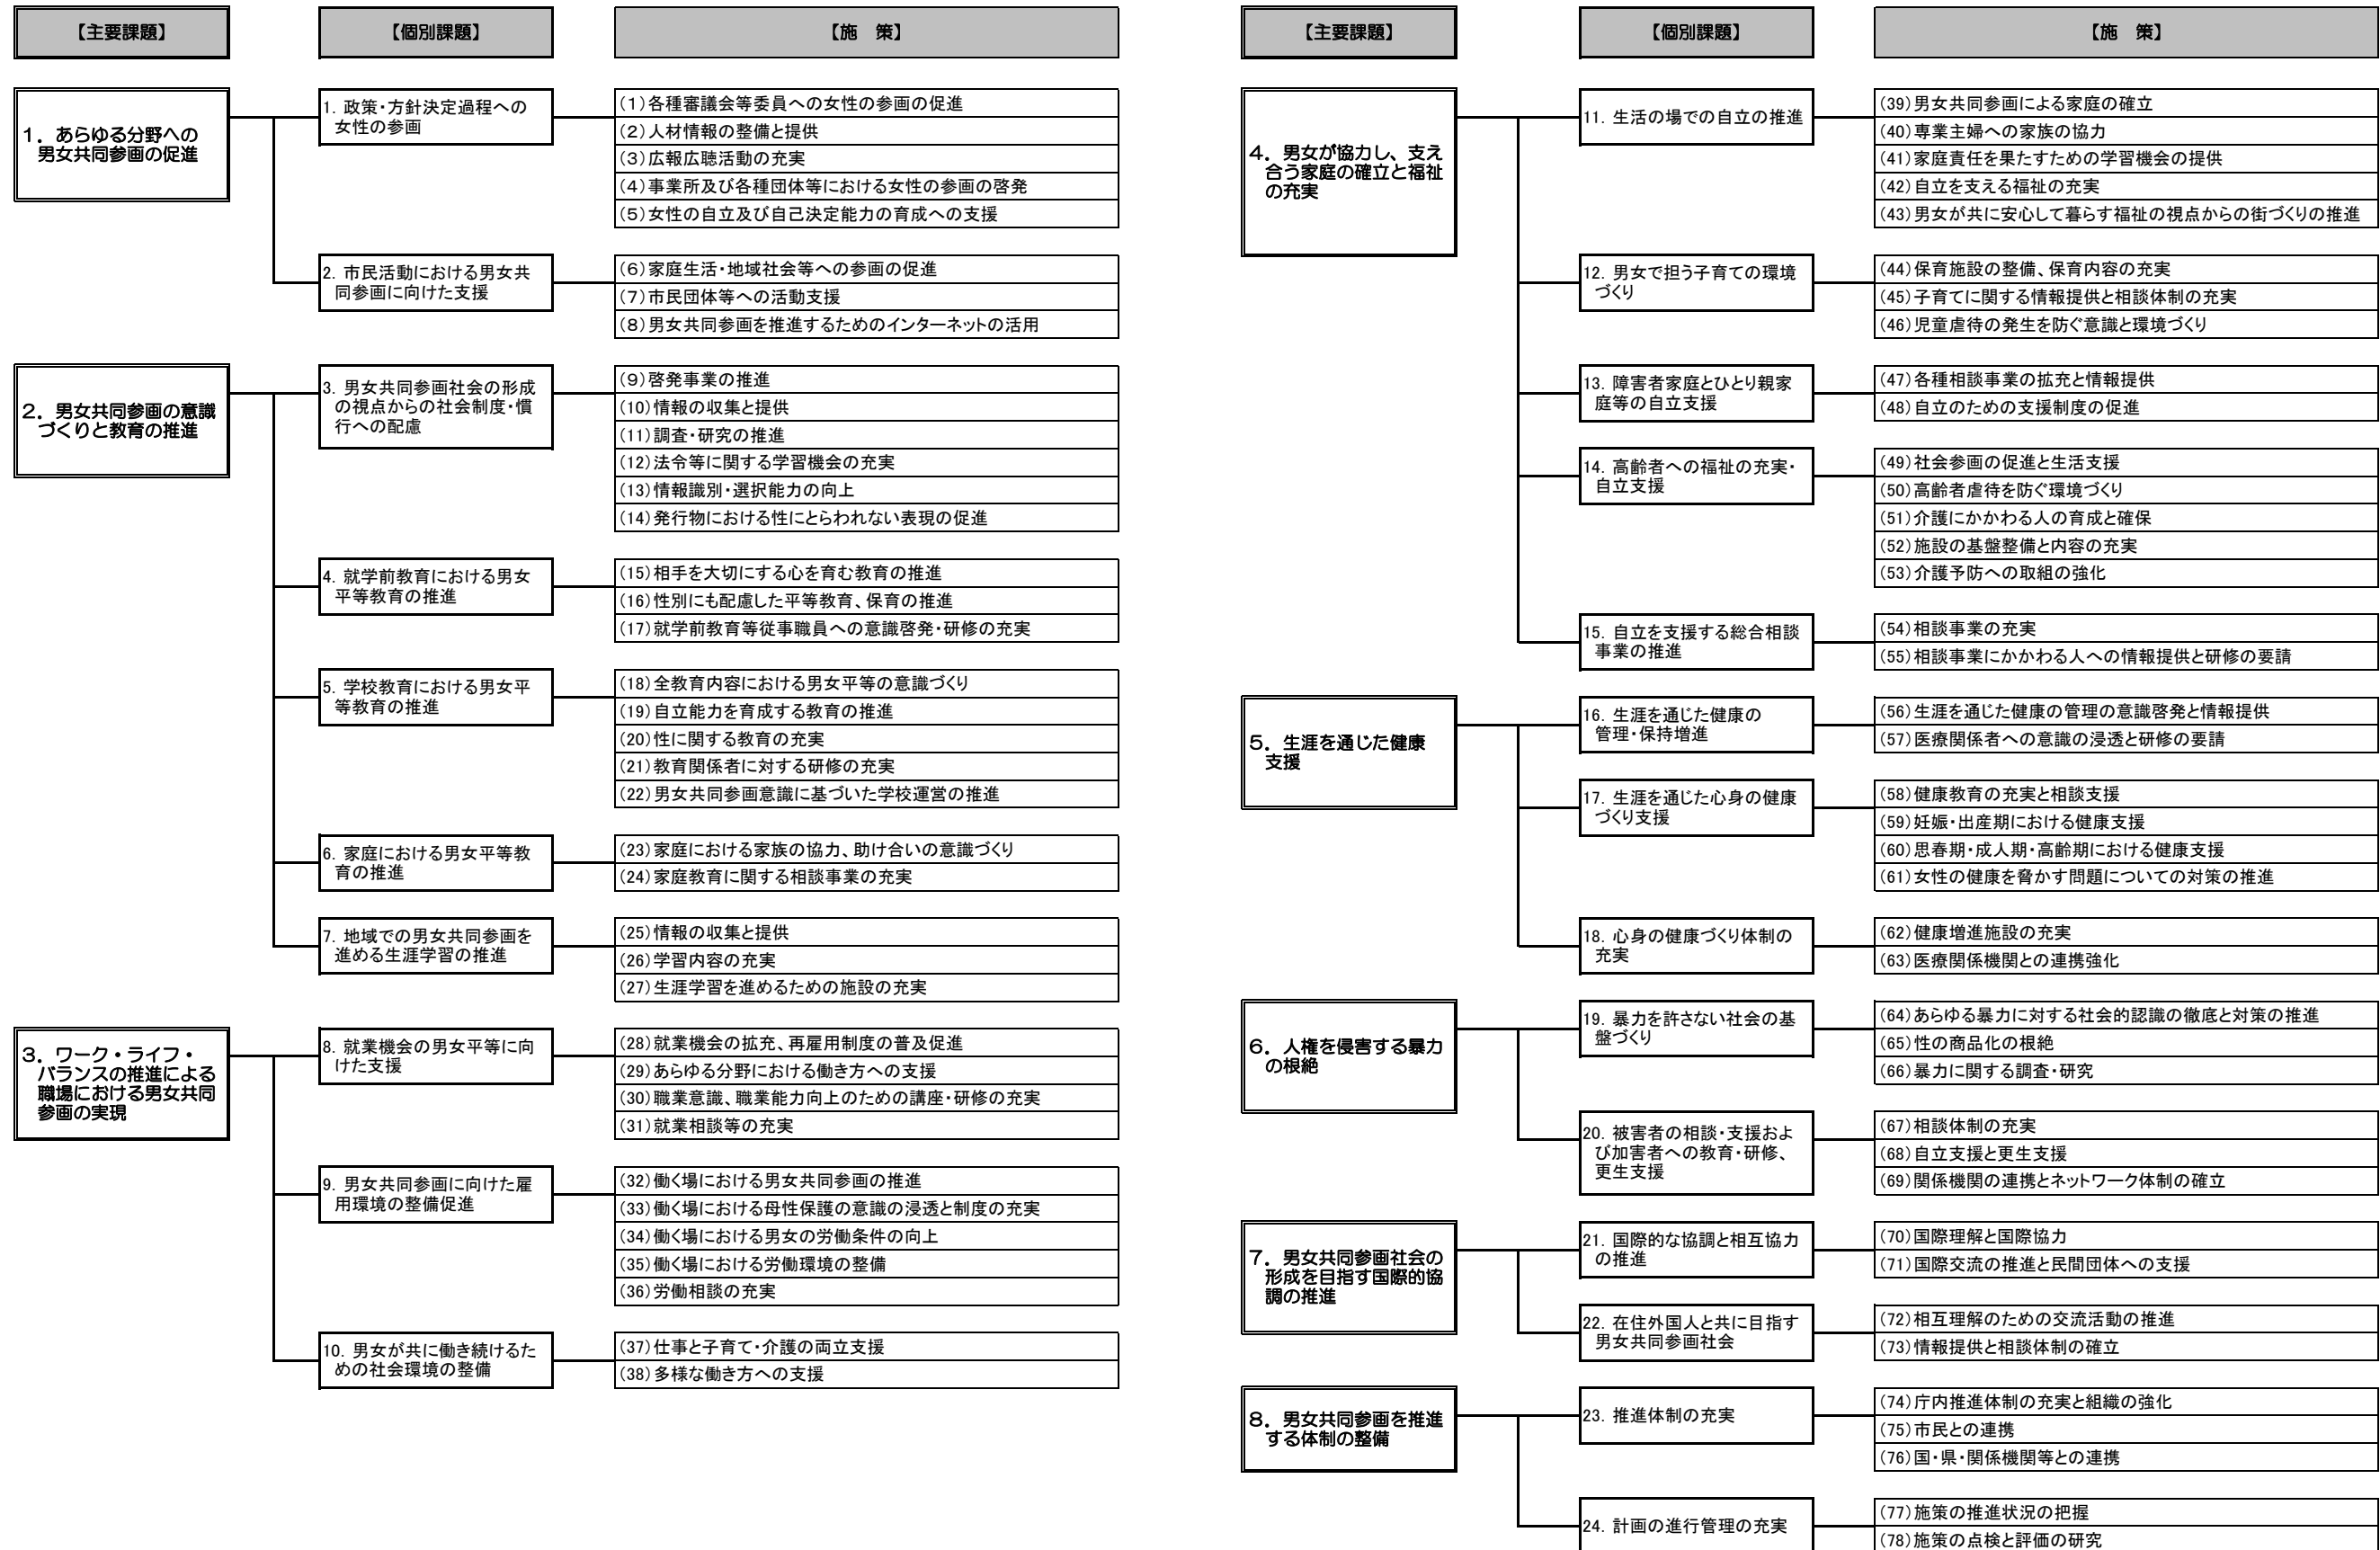 【主要課題】
【個別課題】
【施　策】
1．あらゆる分野への
男女共同参画の促進
1. 政策・方針決定過程への
女性の参画
(1)各種審議会等委員への女性の参画の促進
(2)人材情報の整備と提供
(3)広報広聴活動の充実
(4)事業所及び各種団体等における女性の参画の啓発
(5)女性の自立及び自己決定能力の育成への支援
2. 市民活動における男女共
同参画に向けた支援
(6)家庭生活・地域社会等への参画の促進
(7)市民団体等への活動支援
(8)男女共同参画を推進するためのインターネットの活用
2．男女共同参画の意識
づくりと教育の推進
3. 男女共同参画社会の形成
の視点からの社会制度・慣
行への配慮
(9)啓発事業の推進
(10)情報の収集と提供
(11)調査・研究の推進
(12)法令等に関する学習機会の充実
(13)情報識別・選択能力の向上
(14)発行物における性にとらわれない表現の促進
4. 就学前教育における男女
平等教育の推進
(15)相手を大切にする心を育む教育の推進
(16)性別にも配慮した平等教育、保育の推進
(17)就学前教育等従事職員への意識啓発・研修の充実
5. 学校教育における男女平
等教育の推進
(18)全教育内容における男女平等の意識づくり
(19)自立能力を育成する教育の推進
(20)性に関する教育の充実
(21)教育関係者に対する研修の充実
(22)男女共同参画意識に基づいた学校運営の推進
6. 家庭における男女平等教
育の推進
(23)家庭における家族の協力、助け合いの意識づくり
(24)家庭教育に関する相談事業の充実
7. 地域での男女共同参画を
進める生涯学習の推進
(25)情報の収集と提供
(26)学習内容の充実
(27)生涯学習を進めるための施設の充実
3．ワーク・ライフ・
バランスの推進による
職場における男女共同
参画の実現
8. 就業機会の男女平等に向
けた支援
(28)就業機会の拡充、再雇用制度の普及促進
(29)あらゆる分野における働き方への支援
(30)職業意識、職業能力向上のための講座・研修の充実
(31)就業相談等の充実
9. 男女共同参画に向けた雇
用環境の整備促進
(32)働く場における男女共同参画の推進
(33)働く場における母性保護の意識の浸透と制度の充実
(34)働く場における男女の労働条件の向上
(35)働く場における労働環境の整備
(36)労働相談の充実
10. 男女が共に働き続けるた
めの社会環境の整備
(37)仕事と子育て・介護の両立支援
(38)多様な働き方への支援
【主要課題】
【個別課題】
【施　策】
4．男女が協力し、支え
合う家庭の確立と福祉
の充実
11. 生活の場での自立の推進
(39)男女共同参画による家庭の確立
(40)専業主婦への家族の協力
(41)家庭責任を果たすための学習機会の提供
(42)自立を支える福祉の充実
(43)男女が共に安心して暮らす福祉の視点からの街づくりの推進
12. 男女で担う子育ての環境
づくり
(44)保育施設の整備、保育内容の充実
(45)子育てに関する情報提供と相談体制の充実
(46)児童虐待の発生を防ぐ意識と環境づくり
13. 障害者家庭とひとり親家
庭等の自立支援
(47)各種相談事業の拡充と情報提供
(48)自立のための支援制度の促進
14. 高齢者への福祉の充実・
自立支援
(49)社会参画の促進と生活支援
(50)高齢者虐待を防ぐ環境づくり
(51)介護にかかわる人の育成と確保
(52)施設の基盤整備と内容の充実
(53)介護予防への取組の強化
15. 自立を支援する総合相談
事業の推進
(54)相談事業の充実
(55)相談事業にかかわる人への情報提供と研修の要請
5．生涯を通じた健康
支援
16. 生涯を通じた健康の
管理・保持増進
(56)生涯を通じた健康の管理の意識啓発と情報提供
(57)医療関係者への意識の浸透と研修の要請
17. 生涯を通じた心身の健康
づくり支援
(58)健康教育の充実と相談支援
(59)妊娠・出産期における健康支援
(60)思春期・成人期・高齢期における健康支援
(61)女性の健康を脅かす問題についての対策の推進
18. 心身の健康づくり体制の
充実
(62)健康増進施設の充実
(63)医療関係機関との連携強化
6．人権を侵害する暴力
の根絶
19. 暴力を許さない社会の基
盤づくり
(64)あらゆる暴力に対する社会的認識の徹底と対策の推進
(65)性の商品化の根絶
(66)暴力に関する調査・研究
20. 被害者の相談・支援およ
び加害者への教育・研修、
更生支援
(67)相談体制の充実
(68)自立支援と更生支援
(69)関係機関の連携とネットワーク体制の確立
7．男女共同参画社会の
形成を目指す国際的協
調の推進
21. 国際的な協調と相互協力
の推進
(70)国際理解と国際協力
(71)国際交流の推進と民間団体への支援
22. 在住外国人と共に目指す
男女共同参画社会
(72)相互理解のための交流活動の推進
(73)情報提供と相談体制の確立
8．男女共同参画を推進
する体制の整備
23. 推進体制の充実
(74)庁内推進体制の充実と組織の強化
(75)市民との連携
(76)国・県・関係機関等との連携
24. 計画の進行管理の充実
(77)施策の推進状況の把握
(78)施策の点検と評価の研究